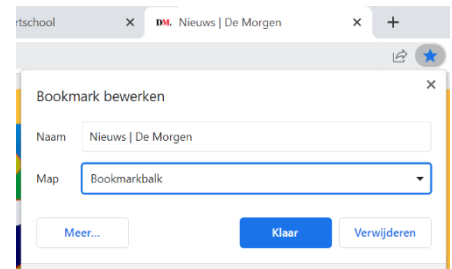 rtschool × DM. Nieuws | De Morgen × +
Bookmark bewerken ×
Naam Nieuws | De Morgen
Map Bookmarkbalk
Meer... Klaar Verwijderen